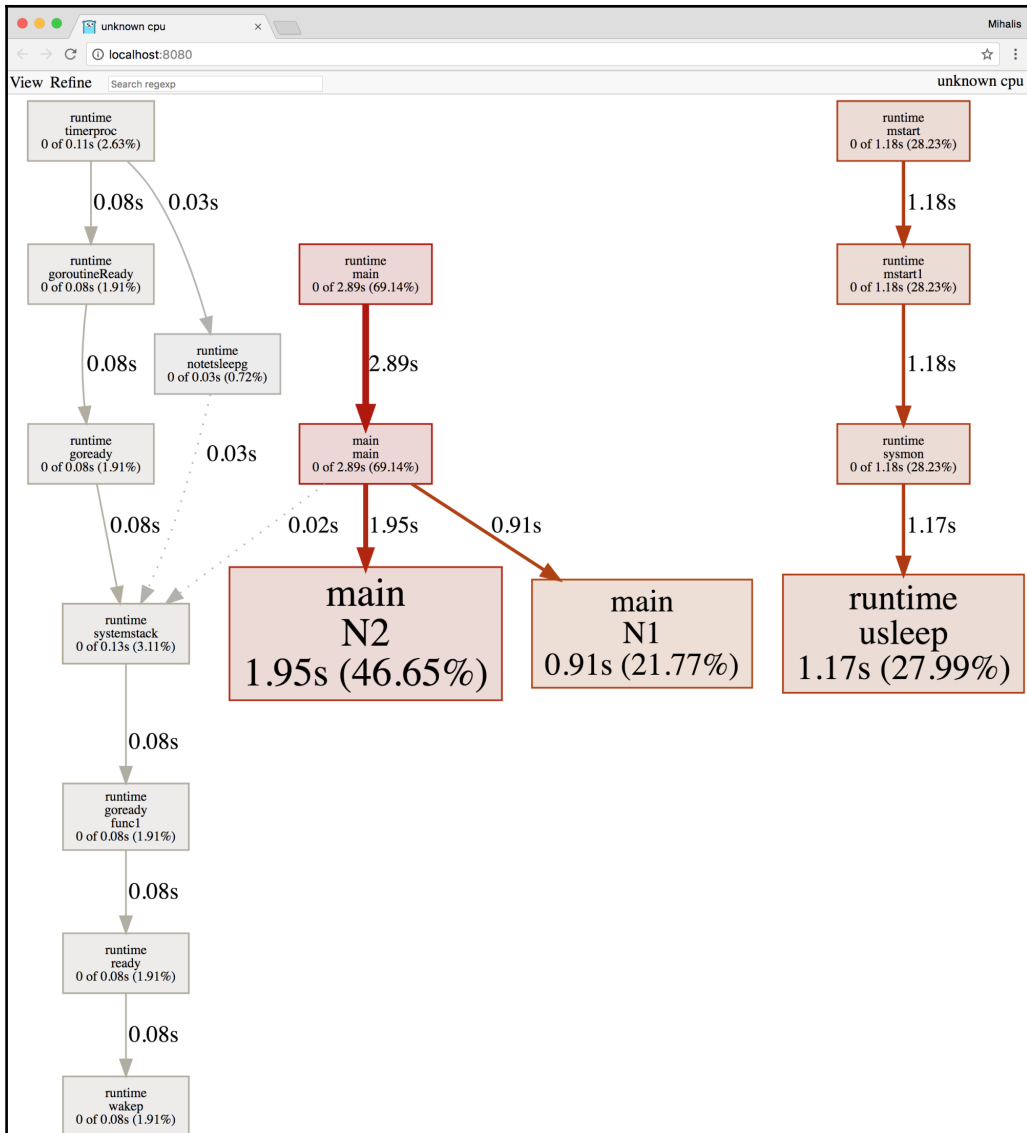 unknown cpu
Mihalis
localhost:8080
View Refine Search regexp unknown cpu
runtime
timerproc
0 of 0.11s (2.63%)
runtime
mstart
0 of 1.18s (28.23%)
0.08s
0.03s
1.18s
runtime
goroutineReady
0 of 0.08s (1.91%)
runtime
main
0 of 2.89s (69.14%)
runtime
mstart1
0 of 1.18s (28.23%)
runtime
notetsleepg
0 of 0.03s (0.72%)
0.08s
2.89s
1.18s
runtime
goready
0 of 0.08s (1.91%)
0.03s
main
main
0 of 2.89s (69.14%)
runtime
sysmon
0 of 1.18s (28.23%)
0.08s
0.02s
1.95s
0.91s
1.17s
main
N2
1.95s (46.65%)
main
N1
0.91s (21.77%)
runtime
usleep
1.17s (27.99%)
runtime
systemstack
0 of 0.13s (3.11%)
0.08s
runtime
goready
func1
0 of 0.08s (1.91%)
0.08s
runtime
ready
0 of 0.08s (1.91%)
0.08s
runtime
wakep
0 of 0.08s (1.91%)